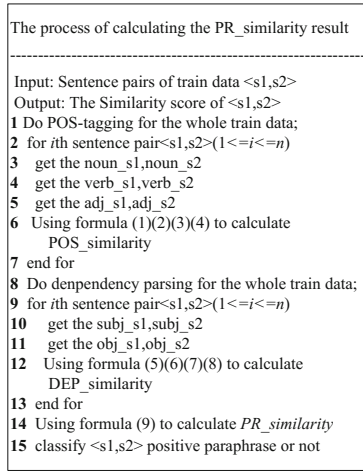 The process of calculating the PR_similarity result
--------------------------------------------------------------
Input: Sentence pairs of train data <s1,s2>
Output: The Similarity score of <s1,s2>
1 Do POS-tagging for the whole train data;
2 for ith sentence pair<s1,s2>(1<=i<=n)
3 get the noun_s1,noun_s2
4 get the verb_s1,verb_s2
5 get the adj_s1,adj_s2
6 Using formula (1)(2)(3)(4) to calculate
POS_similarity
7 end for
8 Do denpendency parsing for the whole train data;
9 for ith sentence pair<s1,s2>(1<=i<=n)
10 get the subj_s1,subj_s2
11 get the obj_s1,obj_s2
12 Using formula (5)(6)(7)(8) to calculate
DEP_similarity
13 end for
14 Using formula (9) to calculate PR_similarity
15 classify <s1,s2> positive paraphrase or not